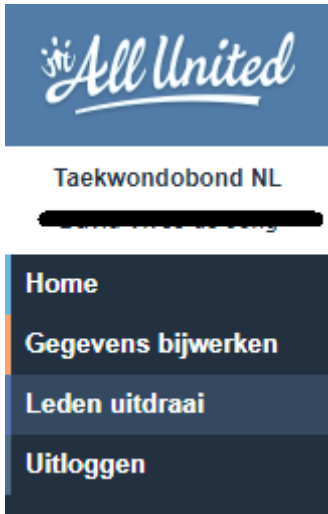 All United
Taekwondobond NL
Home
Gegevens bijwerken
Leden uitdraai
Uitloggen